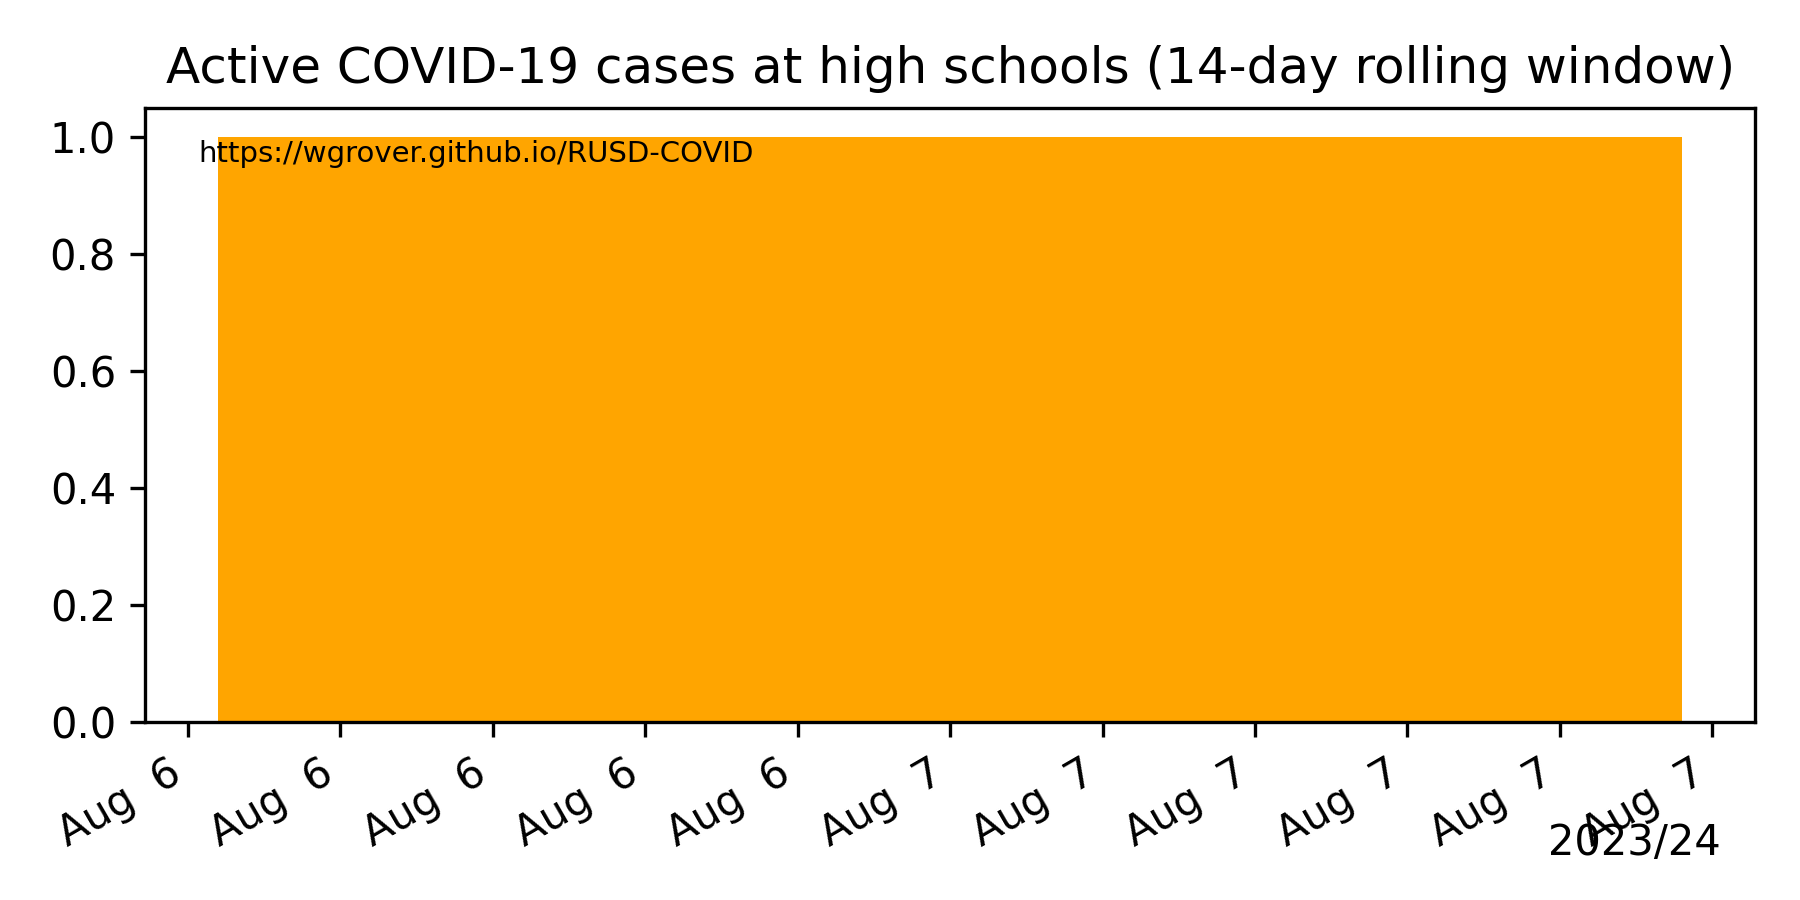 Active COVID-19 cases at high schools (14-day rolling window)
1.0
https://wgrover.github.io/RUSD-COVID
0.8
0.6
0.4
0.2
0.0
Aug 6 Aug 6 Aug 6 Aug 6 Aug 6 Aug 7 Aug 7 Aug 7 Aug 7 Aug 7 Aug 7
2023/24